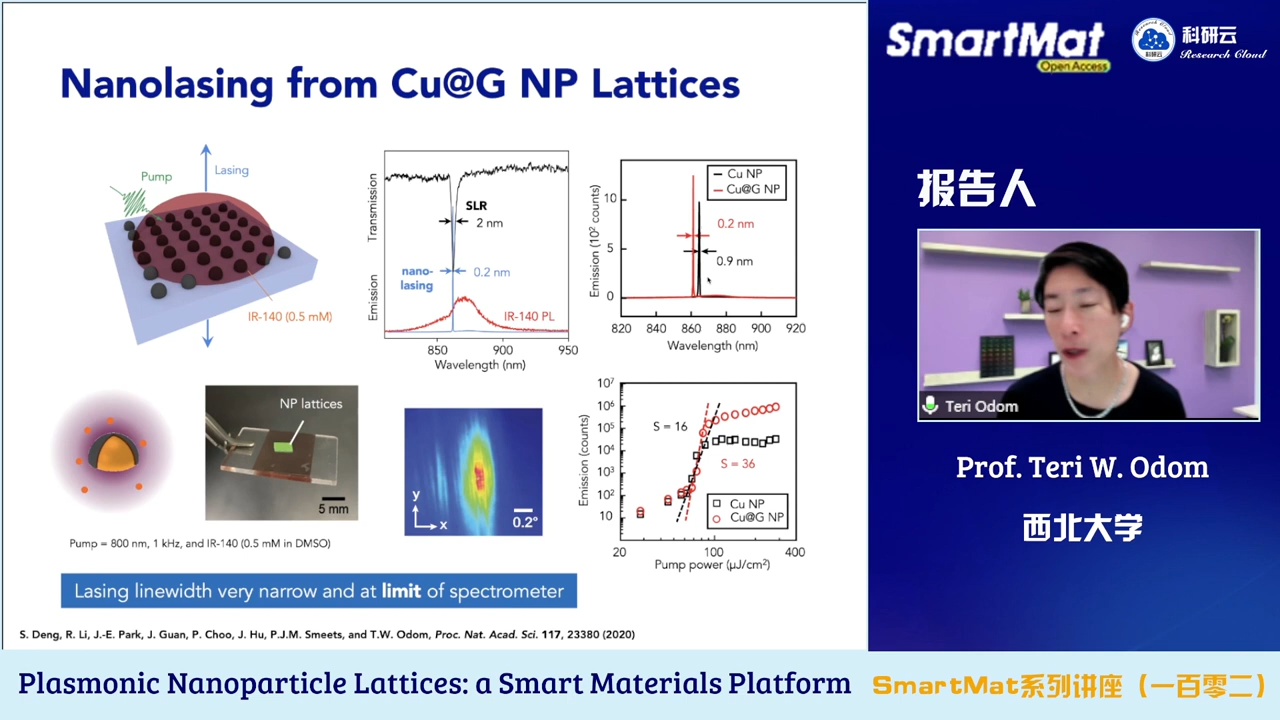 Nanolasing from Cu@G NP Lattices
Pump
Lasing
IR-140 (0.5 mM)
Transmission
Emission
SLR
2 nm
nano-
lasing
0.2 nm
IR-140 PL
850
900
950
Wavelength (nm)
Emission (10² counts)
10
5
0
Cu NP
Cu@G NP
0.2 nm
0.9 nm
820
840
860
880
900
920
Wavelength (nm)
NP lattices
5 mm
Pump = 800 nm, 1 kHz, and IR-140 (0.5 mM in DMSO)
y
x
0.2°
Emission (counts)
10⁷
10⁶
10⁵
10⁴
10³
10²
10
S = 16
S = 36
Cu NP
Cu@G NP
20
100
400
Pump power (µJ/cm²)
Lasing linewidth very narrow and at limit of spectrometer
S. Deng, R. Li, J.-E. Park, J. Guan, P. Choo, J. Hu, P.J.M. Smeets, and T.W. Odom, Proc. Nat. Acad. Sci. 117, 23380 (2020)
SmartMat
Open Access
Research Cloud
科研云
科研云
Research Cloud
报告人
Teri Odom
Prof. Teri W. Odom
西北大学
Plasmonic Nanoparticle Lattices: a Smart Materials Platform
SmartMat系列讲座（一百零二）